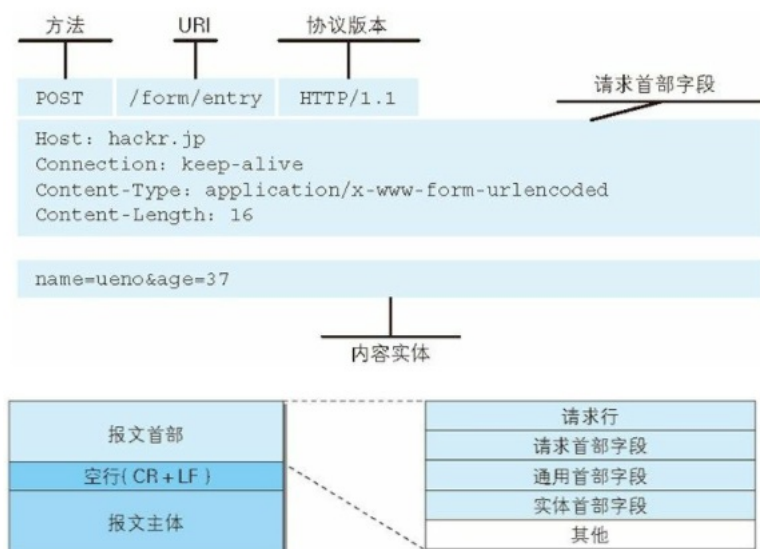 方法 URI 协议版本
请求首部字段
POST /form/entry HTTP/1.1
Host: hackr.jp
Connection: keep-alive
Content-Type: application/x-www-form-urlencoded
Content-Length: 16
name=ueno&age=37
内容实体
报文首部
空行(CR+LF)
报文主体
请求行
请求首部字段
通用首部字段
实体首部字段
其他